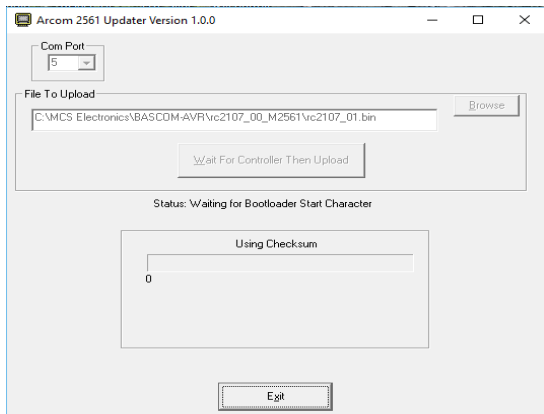 Arcom 2561 Updater Version 1.0.0
Com Port
5
File To Upload
C:\MCS Electronics\BASCOM-AVR\rc2107_00_M2561\rc2107_01.bin
Browse
Wait For Controller Then Upload
Status: Waiting for Bootloader Start Character
Using Checksum
0
Exit